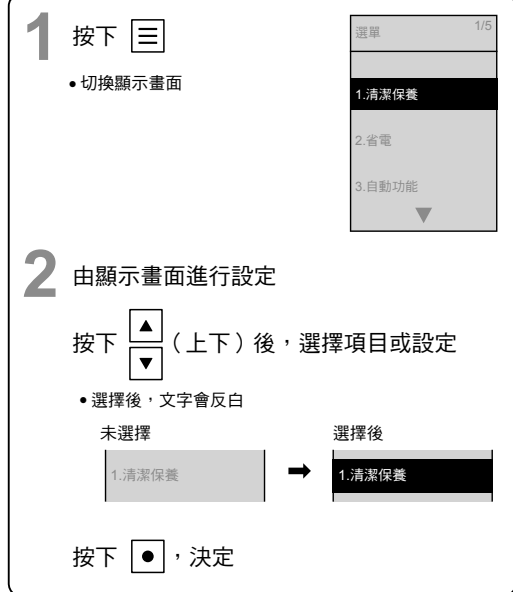 1 按下 ☰
• 切換顯示畫面
選單 1/5
1.清潔保養
2.省電
3.自動功能
▼
2 由顯示畫面進行設定
按下 ▲▼（上下）後，選擇項目或設定
• 選擇後，文字會反白
未選擇 選擇後
1.清潔保養 ➡ 1.清潔保養
按下 ●，決定